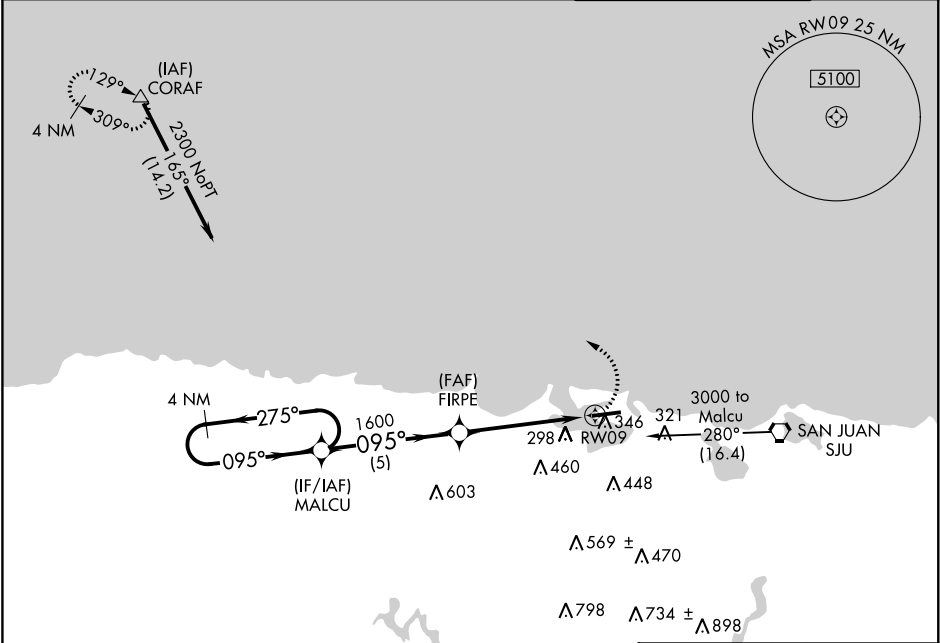 MSA RW09 25 NM
5100
(IAF)
CORAF
129°
309°
4 NM
2300 NoPT
165°
(14.2)
4 NM
275°
095°
(IF/IAF)
MALCU
1600
095°
(5)
(FAF)
FIRPE
298
RW09
346
321
3000 to
Malcu
280°
(16.4)
SAN JUAN
SJU
460
448
603
569 ±
470
798
734 ±
898